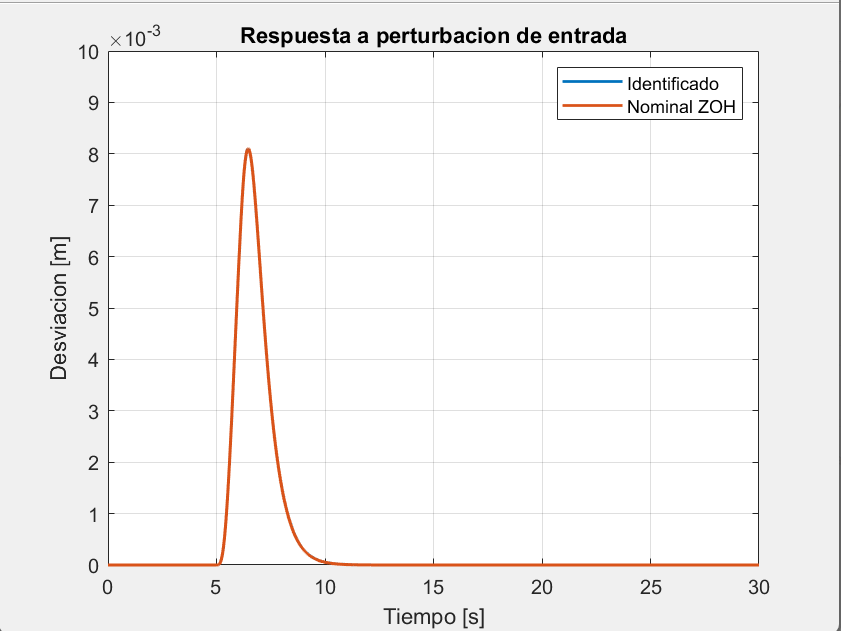 Respuesta a perturbacion de entrada
×10-3
10
9
8
7
6
5
4
3
2
1
0
Desviacion [m]
Identificado
Nominal ZOH
0 5 10 15 20 25 30
Tiempo [s]